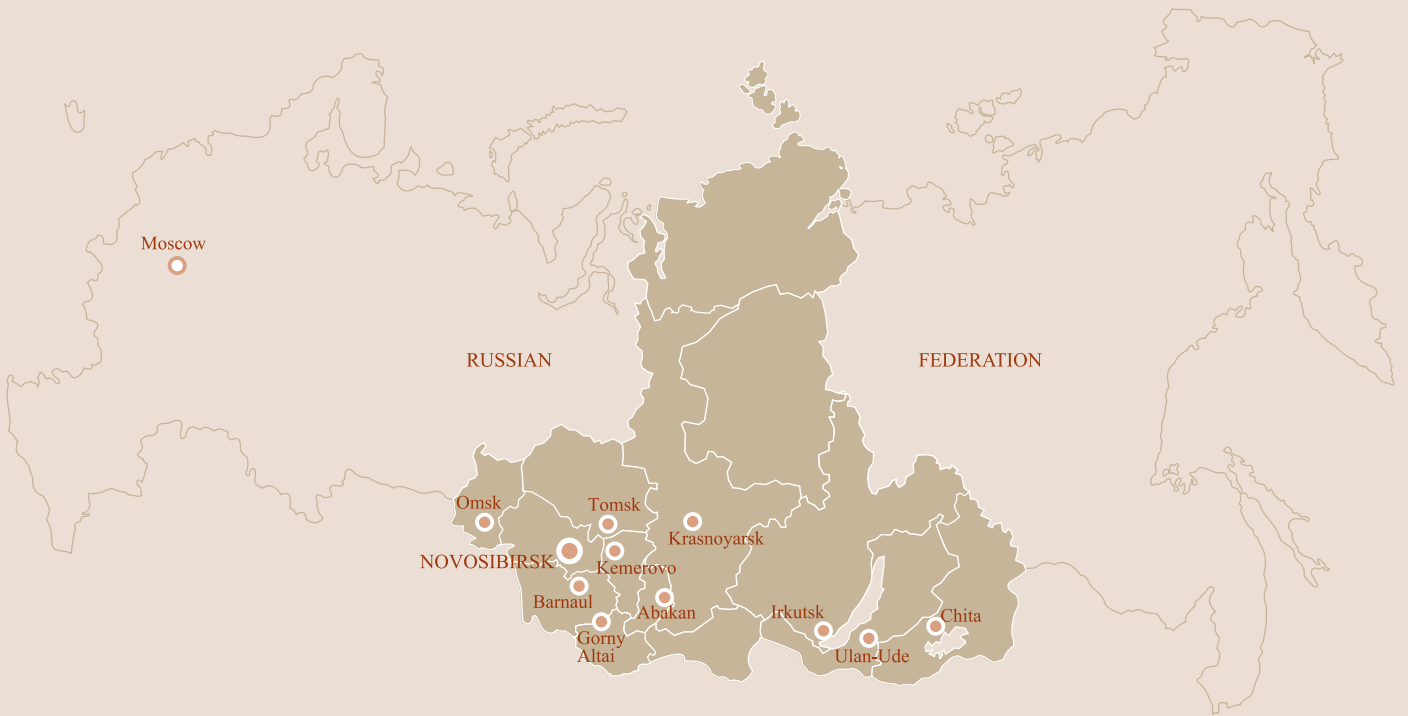 Moscow
RUSSIAN
FEDERATION
Omsk
Tomsk
Krasnoyarsk
NOVOSIBIRSK
Kemerovo
Barnaul
Abakan
Irkutsk
Chita
Gorny
Altai
Ulan-Ude